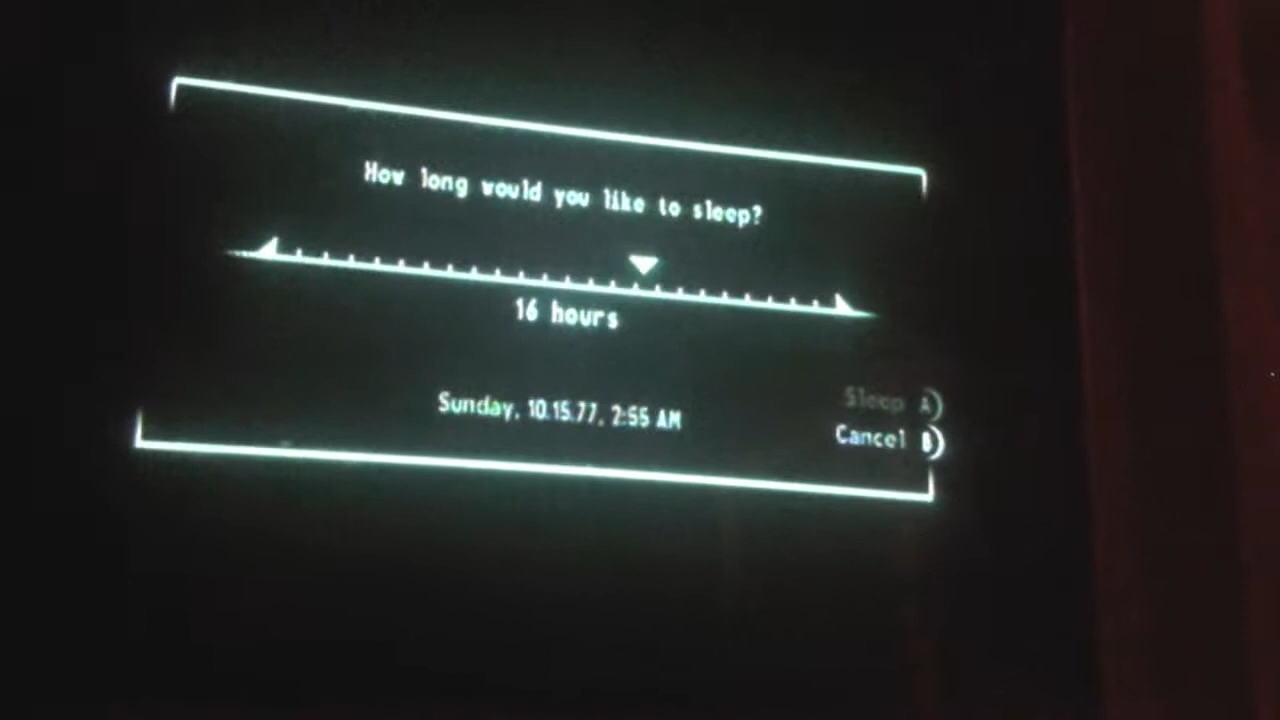 How long would you like to sleep?
16 hours
Sunday, 10.15.77, 2:55 AM
Sleep A)
Cancel B)